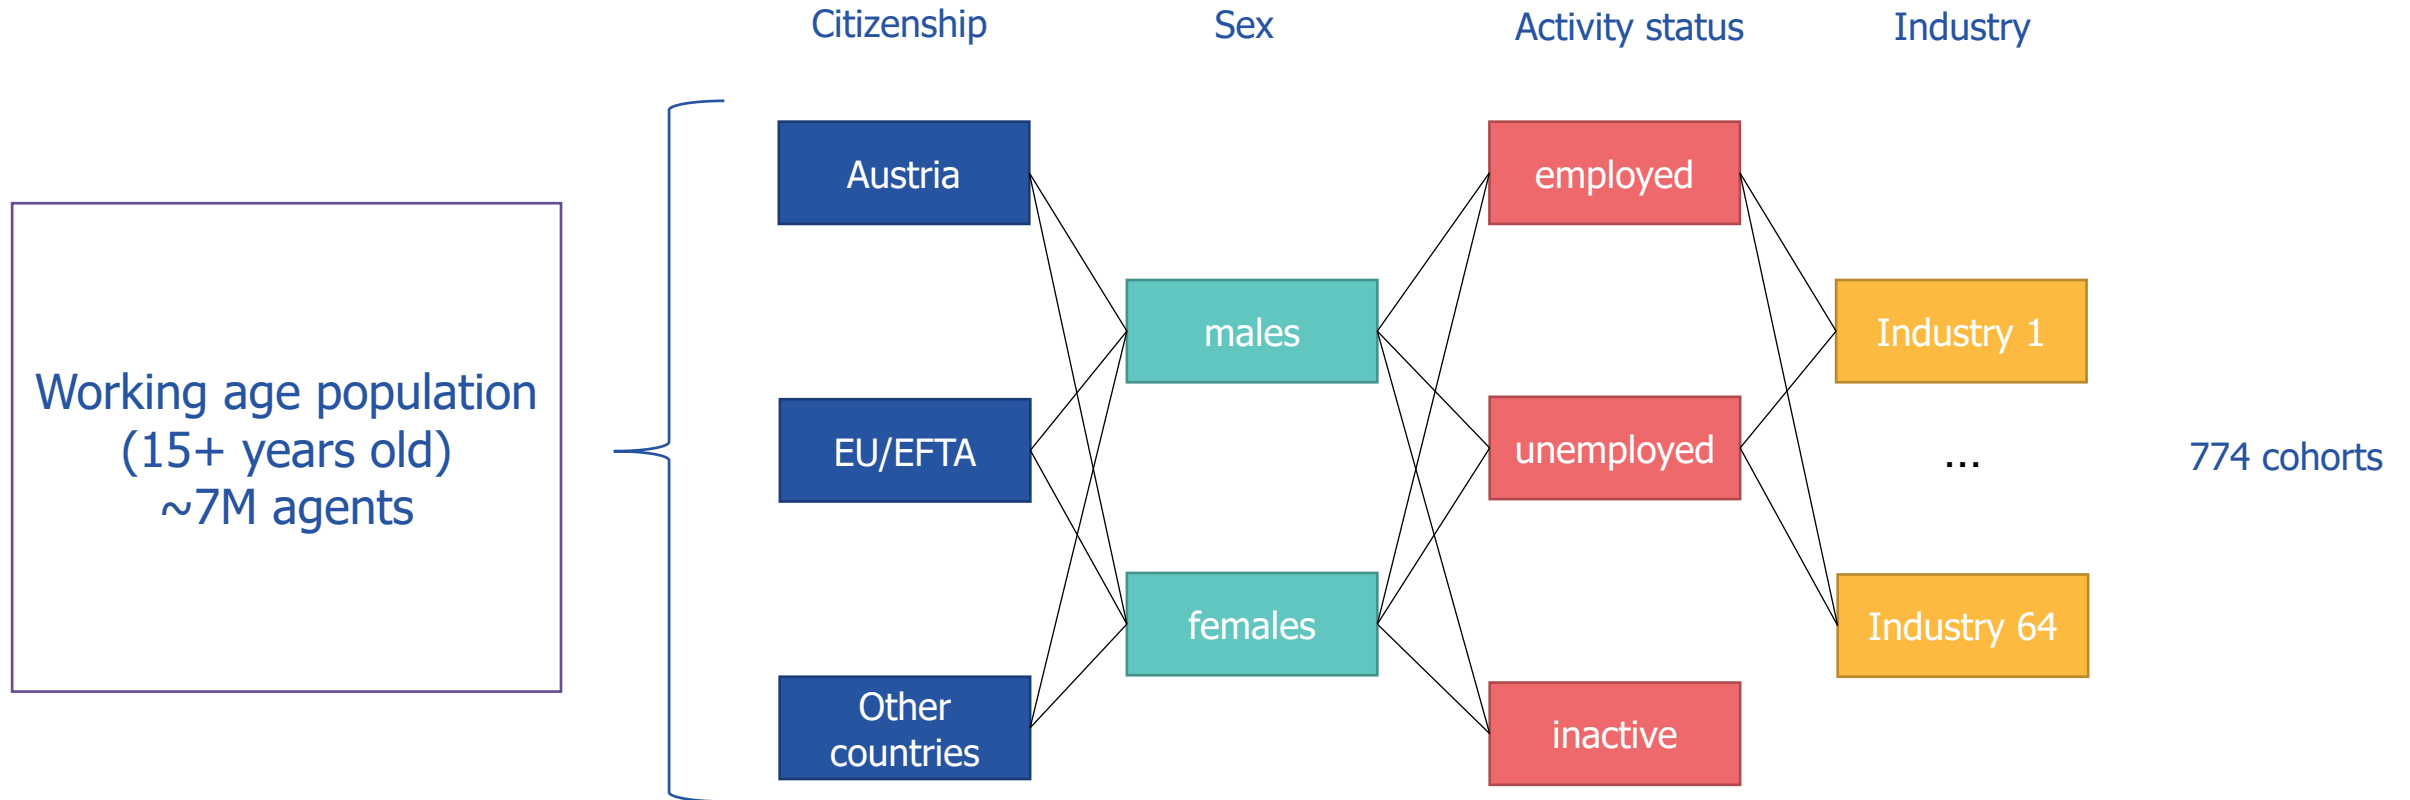 Citizenship
Sex
Activity status
Industry
Working age population
(15+ years old)
~7M agents
Austria
EU/EFTA
Other
countries
males
females
employed
unemployed
inactive
Industry 1
...
Industry 64
774 cohorts